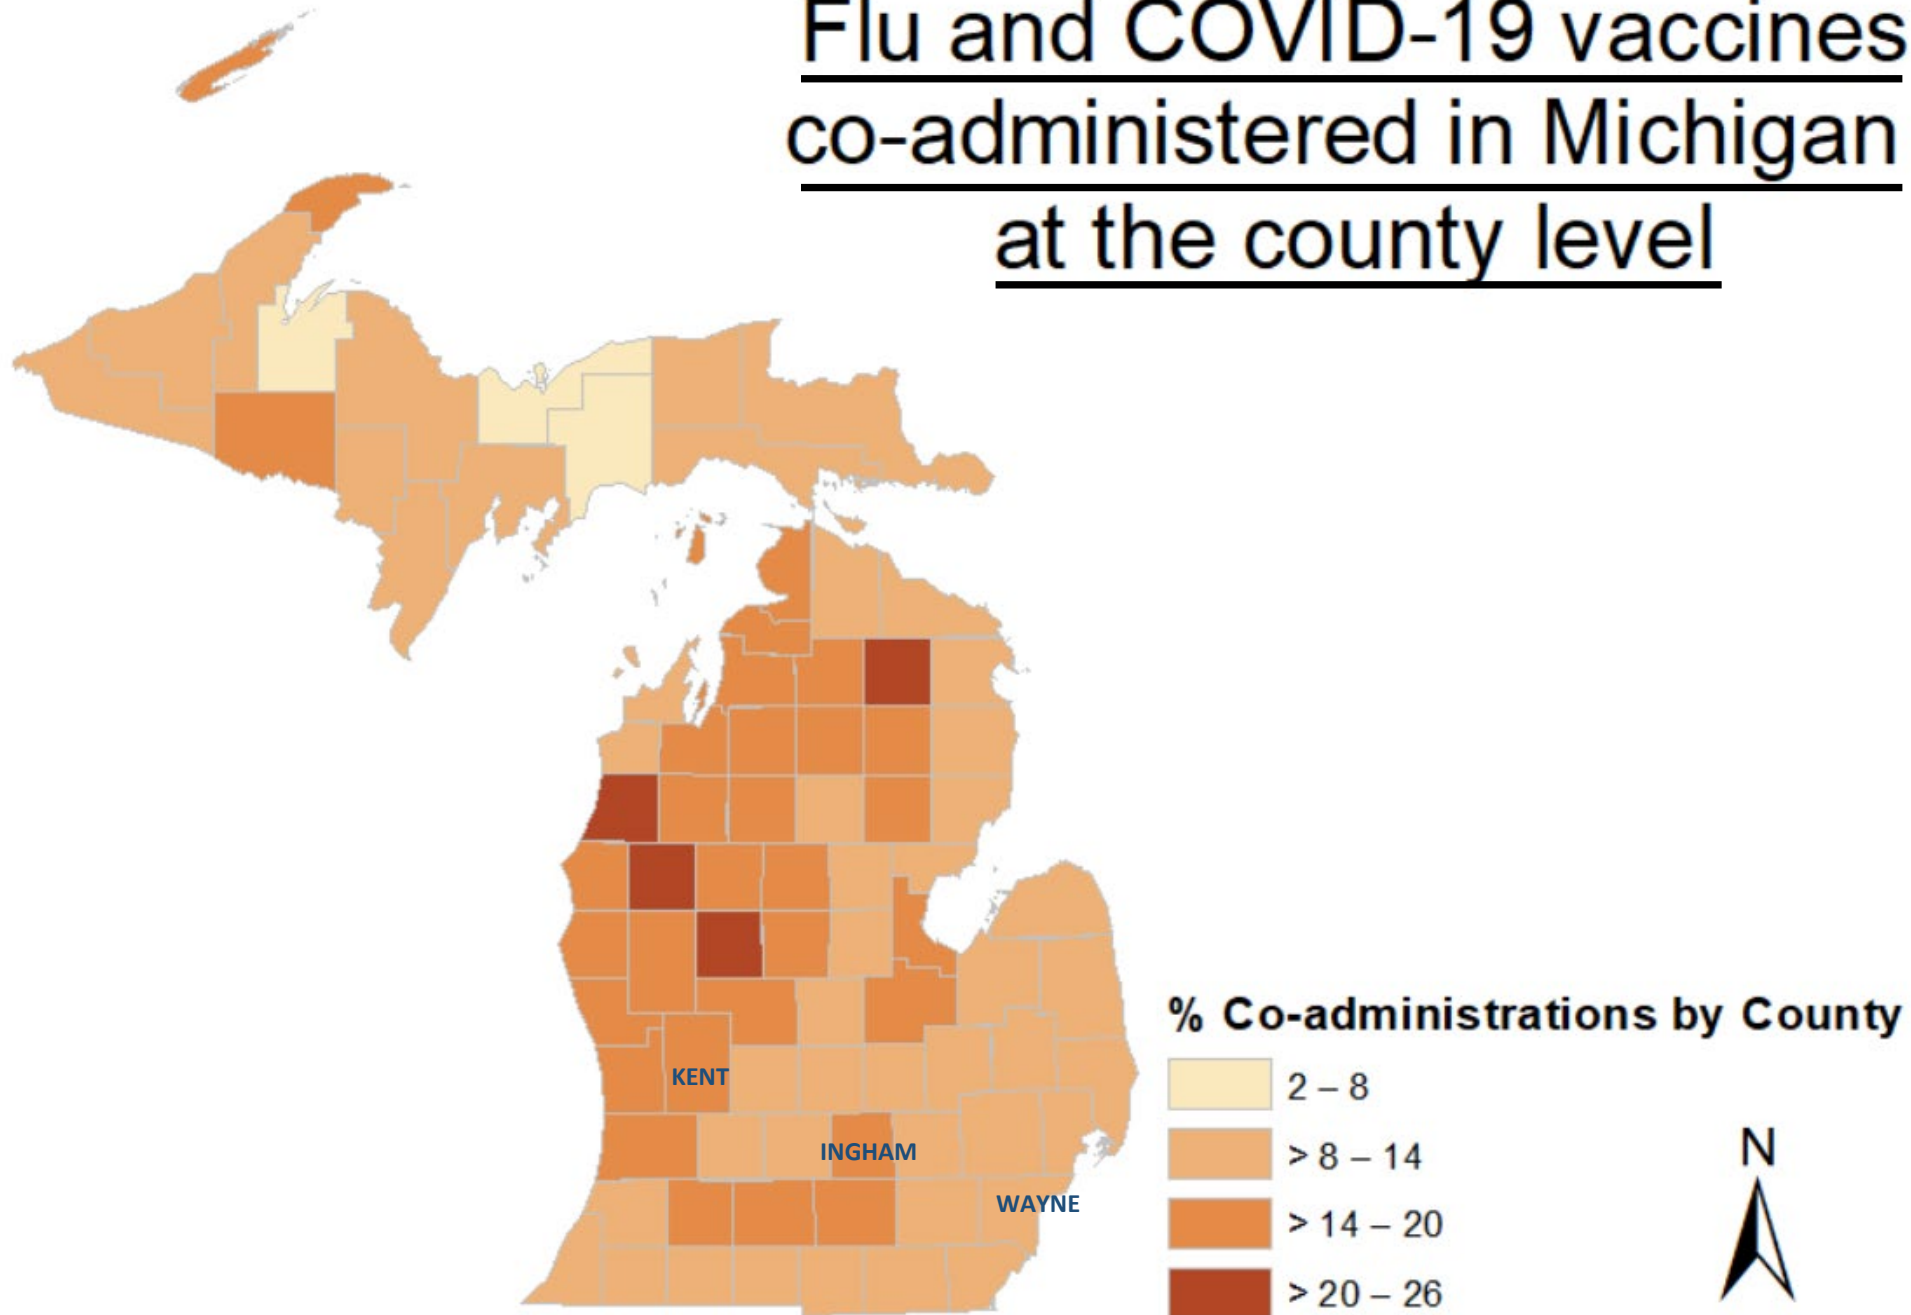 Flu and COVID-19 vaccines
co-administered in Michigan
at the county level
KENT
INGHAM
WAYNE
% Co-administrations by County
2 – 8
> 8 – 14
> 14 – 20
> 20 – 26
N